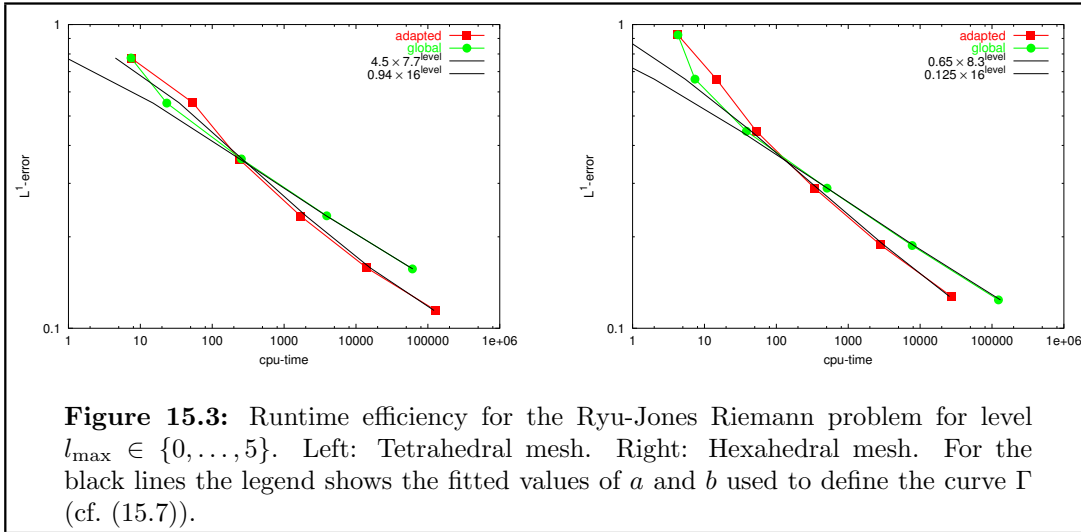 1
0.1
L¹-error
1
10
100
1000
10000
100000
1e+06
cpu-time
adapted
global
4.5 × 7.7^level
0.94 × 16^level
1
0.1
L¹-error
1
10
100
1000
10000
100000
1e+06
cpu-time
adapted
global
0.65 × 8.3^level
0.125 × 16^level
Figure 15.3: Runtime efficiency for the Ryu-Jones Riemann problem for level
l_max ∈ {0, . . . , 5}. Left: Tetrahedral mesh. Right: Hexahedral mesh. For the
black lines the legend shows the fitted values of a and b used to define the curve Γ
(cf. (15.7)).